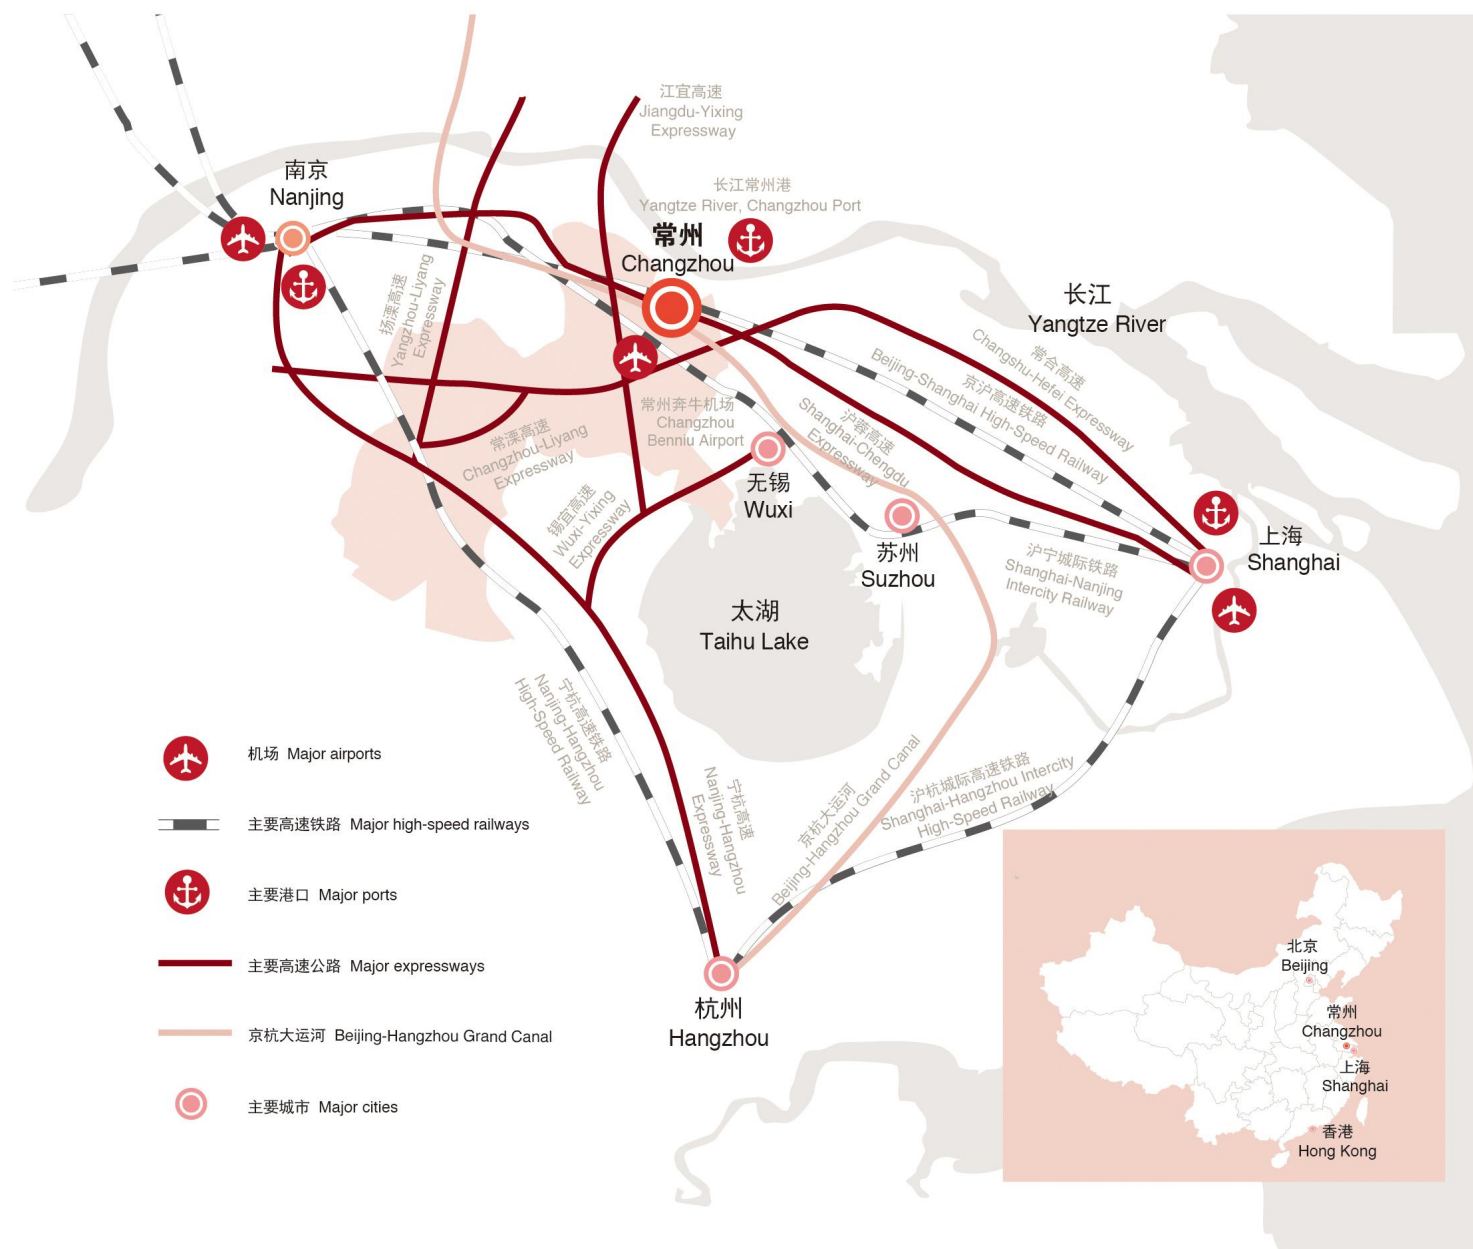 江宜高速
Jiangdu-Yixing
Expressway
南京
Nanjing
长江常州港
Yangtze River, Changzhou Port
常州
Changzhou
扬溧高速
Yangzhou-Liyang
Expressway
长江
Yangtze River
常合高速
Changshu-Hefei Expressway
京沪高速铁路
Beijing-Shanghai High-Speed Railway
常州奔牛机场
Changzhou
Benniu Airport
沪蓉高速
Shanghai-Chengdu
Expressway
常溧高速
Changzhou-Liyang
Expressway
无锡
Wuxi
锡宜高速
Wuxi-Yixing
Expressway
苏州
Suzhou
上海
Shanghai
沪宁城际铁路
Shanghai-Nanjing
Intercity Railway
太湖
Taihu Lake
宁杭高速铁路
Nanjing-Hangzhou
High-Speed Railway
宁杭高速
Nanjing-Hangzhou
Expressway
京杭大运河
Beijing-Hangzhou Grand Canal
沪杭城际高速铁路
Shanghai-Hangzhou Intercity
High-Speed Railway
杭州
Hangzhou
机场 Major airports
主要高速铁路 Major high-speed railways
主要港口 Major ports
主要高速公路 Major expressways
京杭大运河 Beijing-Hangzhou Grand Canal
主要城市 Major cities
北京
Beijing
常州
Changzhou
上海
Shanghai
香港
Hong Kong